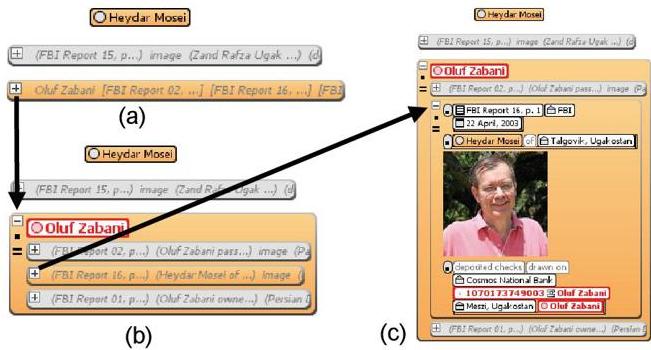 Heydar Mosei
(FBI Report 15, p...) image (Zand Rafza Ugak ...) (d
Oluf Zabani [FBI Report 02, ...] [FBI Report 16, ...] [FBI
(a)
Heydar Mosei
(FBI Report 15, p...) image (Zand Rafza Ugak ...) (d
Oluf Zabani
(FBI Report 02, p...) (Oluf Zabani pass...) image (Pa
(FBI Report 16, p...) (Heydar Mosei of ...) image (
(FBI Report 01, p...) (Oluf Zabani owne...) (Persian D
(b)
Heydar Mosei
(FBI Report 15, p...) image (Zand Rafza Ugak ...) (d
Oluf Zabani
(FBI Report 02, p...) (Oluf Zabani pass...) image (Pa
FBI Report 16, p. 1 FBI
22 April, 2003
Heydar Mosei of Talgovik, Ugakostan
deposited checks drawn on
Cosmos National Bank
1070173749003 Oluf Zabani
Meszi, Ugakostan Oluf Zabani
(FBI Report 01, p...) (Oluf Zabani owne...) (Persian
(c)